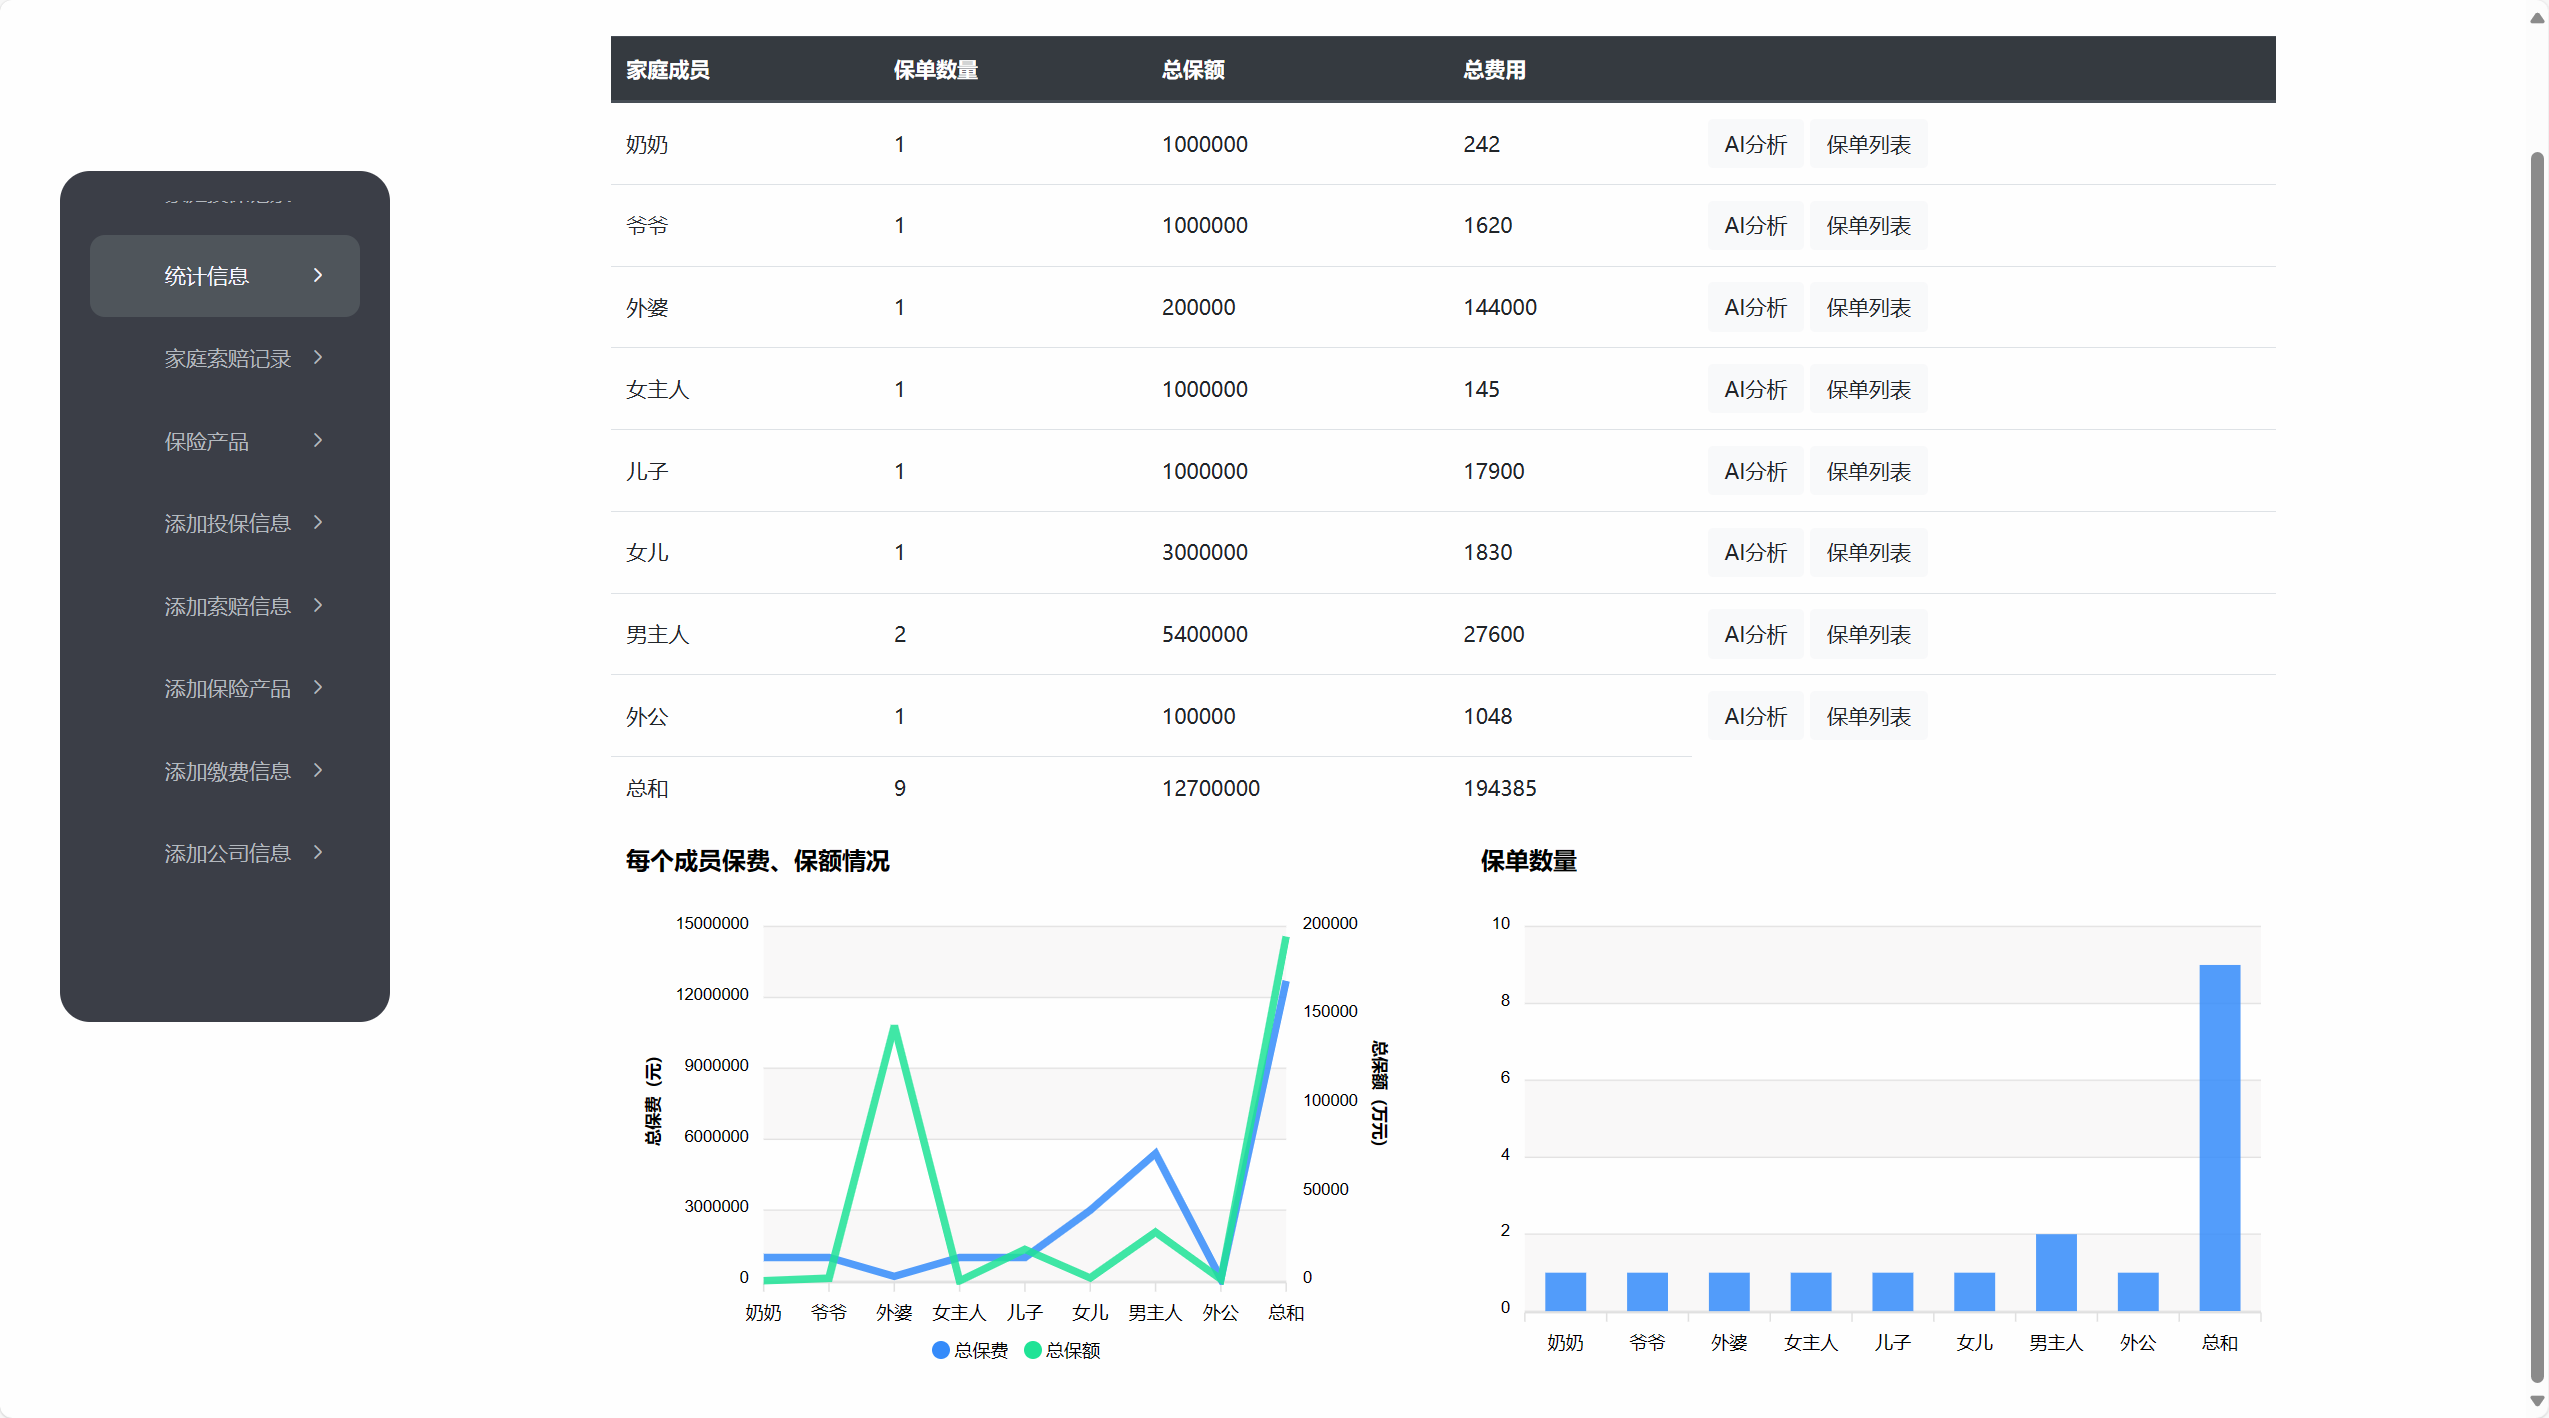 统计信息
家庭索赔记录
保险产品
添加投保信息
添加索赔信息
添加保险产品
添加缴费信息
添加公司信息
家庭成员 保单数量 总保额 总费用
奶奶 1 1000000 242 AI分析 保单列表
爷爷 1 1000000 1620 AI分析 保单列表
外婆 1 200000 144000 AI分析 保单列表
女主人 1 1000000 145 AI分析 保单列表
儿子 1 1000000 17900 AI分析 保单列表
女儿 1 3000000 1830 AI分析 保单列表
男主人 2 5400000 27600 AI分析 保单列表
外公 1 100000 1048 AI分析 保单列表
总和 9 12700000 194385
每个成员保费、保额情况
15000000
12000000
9000000
6000000
3000000
0
总保费（元）
200000
150000
100000
50000
0
总保额（万元）
奶奶 爷爷 外婆 女主人 儿子 女儿 男主人 外公 总和
总保费 总保额
保单数量
10
8
6
4
2
0
奶奶 爷爷 外婆 女主人 儿子 女儿 男主人 外公 总和